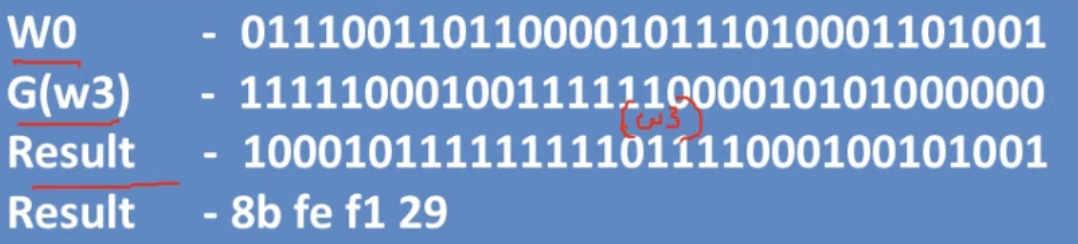 W0 - 01110011011000010111010001101001
G(w3) - 11111000100111111000010101000000
(w3)
Result - 10001011111111101111000100101001
Result - 8b fe f1 29